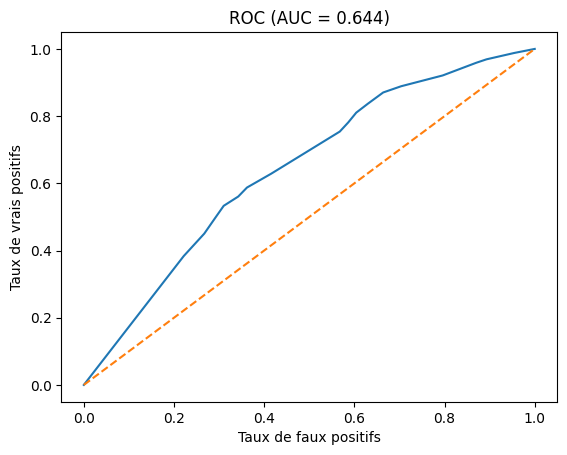 ROC (AUC = 0.644)
Taux de vrais positifs
1.0
0.8
0.6
0.4
0.2
0.0
0.0 0.2 0.4 0.6 0.8 1.0
Taux de faux positifs